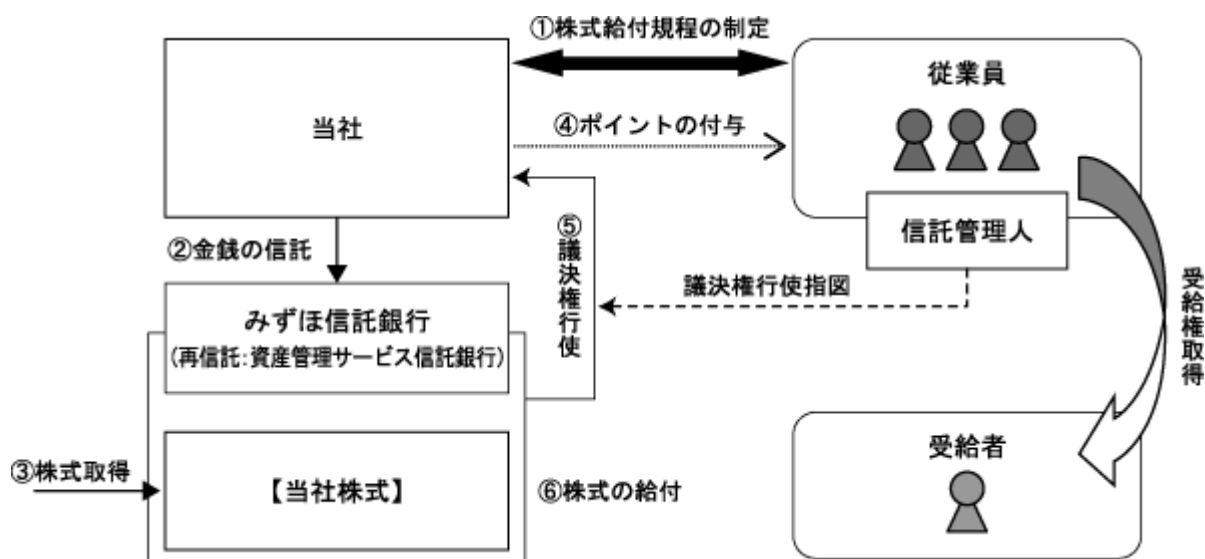 ①株式給付規程の制定
当社
従業員
④ポイントの付与
信託管理人
②金銭の信託
⑤議決権行使
議決権行使指図
受給権取得
みずほ信託銀行
(再信託:資産管理サービス信託銀行)
受給者
③株式取得
【当社株式】
⑥株式の給付